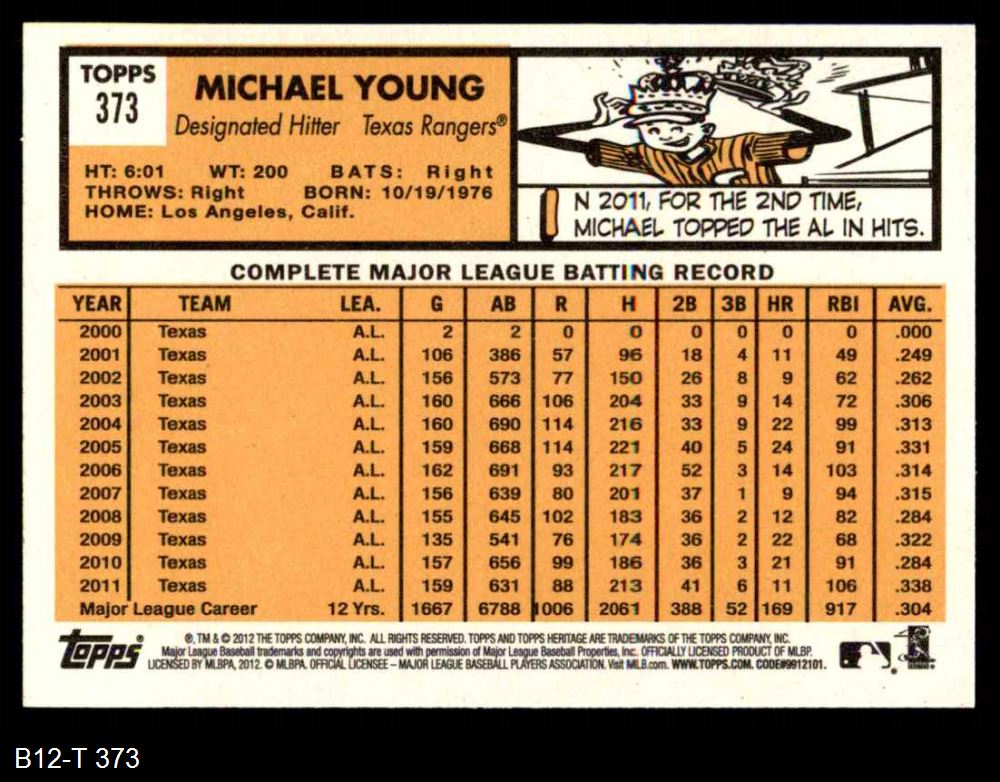 TOPPS
373
MICHAEL YOUNG
Designated Hitter Texas Rangers®
HT: 6:01 WT: 200 BATS: Right
THROWS: Right BORN: 10/19/1976
HOME: Los Angeles, Calif.
IN 2011, FOR THE 2ND TIME,
MICHAEL TOPPED THE AL IN HITS.
COMPLETE MAJOR LEAGUE BATTING RECORD
YEAR TEAM LEA. G AB R H 2B 3B HR RBI AVG.
2000 Texas A.L. 2 2 0 0 0 0 0 0 .000
2001 Texas A.L. 106 386 57 96 18 4 11 49 .249
2002 Texas A.L. 156 573 77 150 26 8 9 62 .262
2003 Texas A.L. 160 666 106 204 33 9 14 72 .306
2004 Texas A.L. 160 690 114 216 33 9 22 99 .313
2005 Texas A.L. 159 668 114 221 40 5 24 91 .331
2006 Texas A.L. 162 691 93 217 52 3 14 103 .314
2007 Texas A.L. 156 639 80 201 37 1 9 94 .315
2008 Texas A.L. 155 645 102 183 36 2 12 82 .284
2009 Texas A.L. 135 541 76 174 36 2 22 68 .322
2010 Texas A.L. 157 656 99 186 36 3 21 91 .284
2011 Texas A.L. 159 631 88 213 41 6 11 106 .338
Major League Career 12 Yrs. 1667 6788 1006 2061 388 52 169 917 .304
Topps®
®, TM & © 2012 THE TOPPS COMPANY, INC. ALL RIGHTS RESERVED. TOPPS AND TOPPS HERITAGE ARE TRADEMARKS OF THE TOPPS COMPANY, INC.
Major League Baseball trademarks and copyrights are used with permission of Major League Baseball Properties, Inc. OFFICIALLY LICENSED PRODUCT OF MLBP.
LICENSED BY MLBPA, 2012. © MLBPA. OFFICIAL LICENSEE – MAJOR LEAGUE BASEBALL PLAYERS ASSOCIATION. Visit MLB.com. WWW.TOPPS.COM. CODE#9912101.
B12-T 373